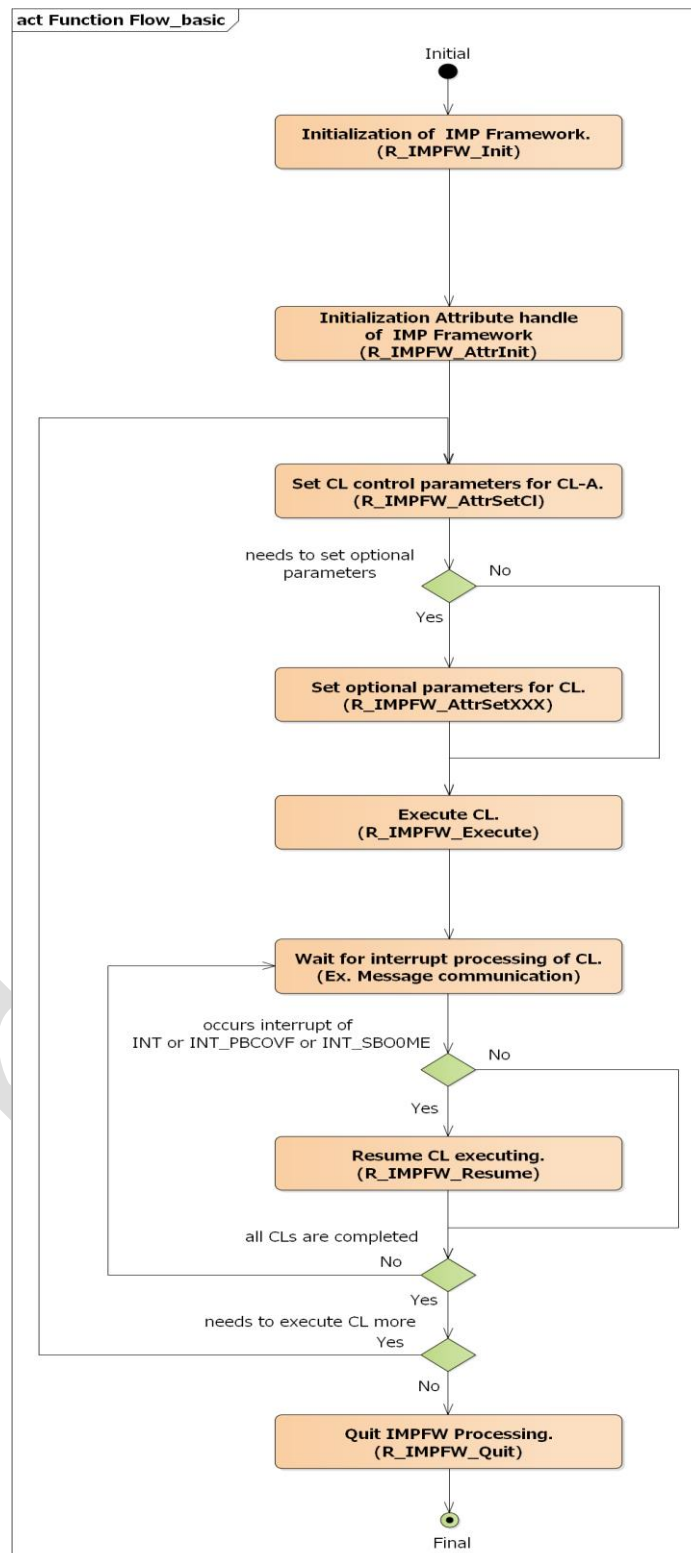 act Function Flow_basic
Initial
Initialization of IMP Framework.
(R_IMPFW_Init)
Initialization Attribute handle
of IMP Framework
(R_IMPFW_AttrInit)
Set CL control parameters for CL-A.
(R_IMPFW_AttrSetCl)
needs to set optional
parameters
No
Yes
Set optional parameters for CL.
(R_IMPFW_AttrSetXXX)
Execute CL.
(R_IMPFW_Execute)
Wait for interrupt processing of CL.
(Ex. Message communication)
occurs interrupt of
INT or INT_PBCOVF or INT_SBO0ME
No
Yes
Resume CL executing.
(R_IMPFW_Resume)
all CLs are completed
No
Yes
needs to execute CL more
Yes
No
Quit IMPFW Processing.
(R_IMPFW_Quit)
Final